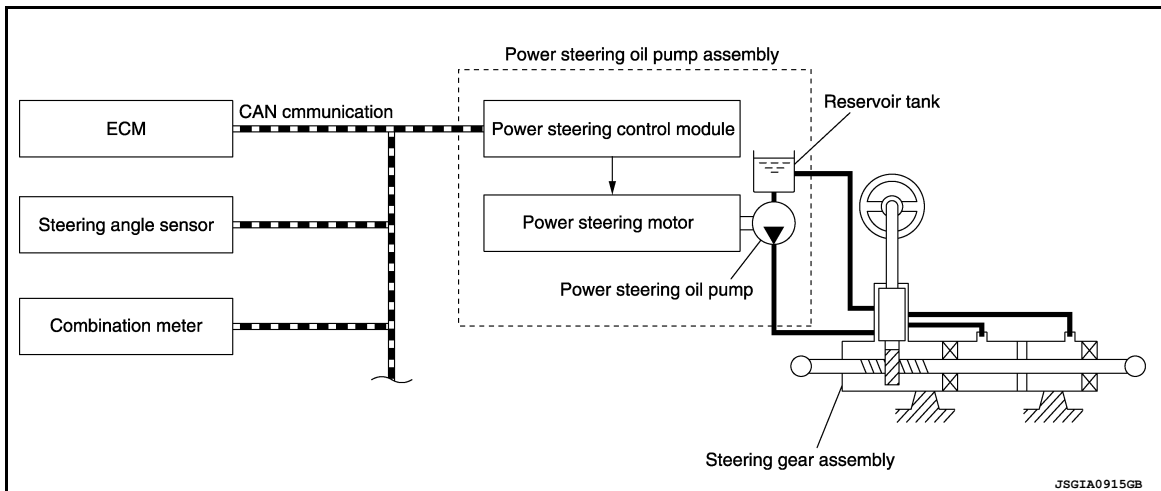 Power steering oil pump assembly
Reservoir tank
CAN cmmunication
ECM
Power steering control module
Steering angle sensor
Power steering motor
Power steering oil pump
Combination meter
Steering gear assembly
JSGIA0915GB